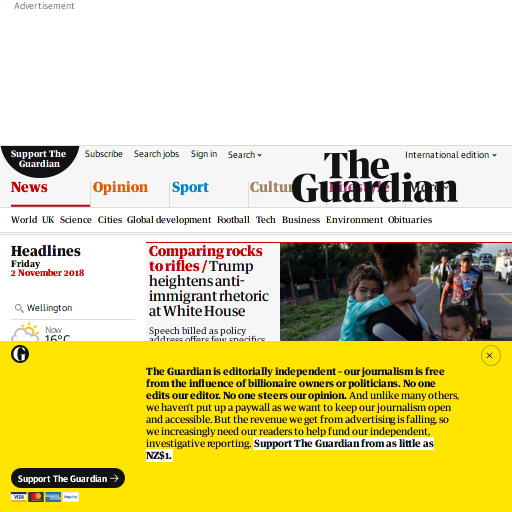 Advertisement
Support The
Guardian
Subscribe
Search jobs
Sign in
Search
International edition
The
Guardian
News
Opinion
Sport
Culture
Lifestyle
More
World UK Science Cities Global development Football Tech Business Environment Obituaries
Headlines
Friday
2 November 2018
Wellington
Now
16°C
Comparing rocks
to rifles / Trump
heightens anti-
immigrant rhetoric
at White House
Speech billed as policy
address offers few specifics
The Guardian is editorially independent – our journalism is free
from the influence of billionaire owners or politicians. No one
edits our editor. No one steers our opinion. And unlike many others,
we haven't put up a paywall as we want to keep our journalism open
and accessible. But the revenue we get from advertising is falling, so
we increasingly need our readers to help fund our independent,
investigative reporting. Support The Guardian from as little as
NZ$1.
Support The Guardian
VISA
PayPal